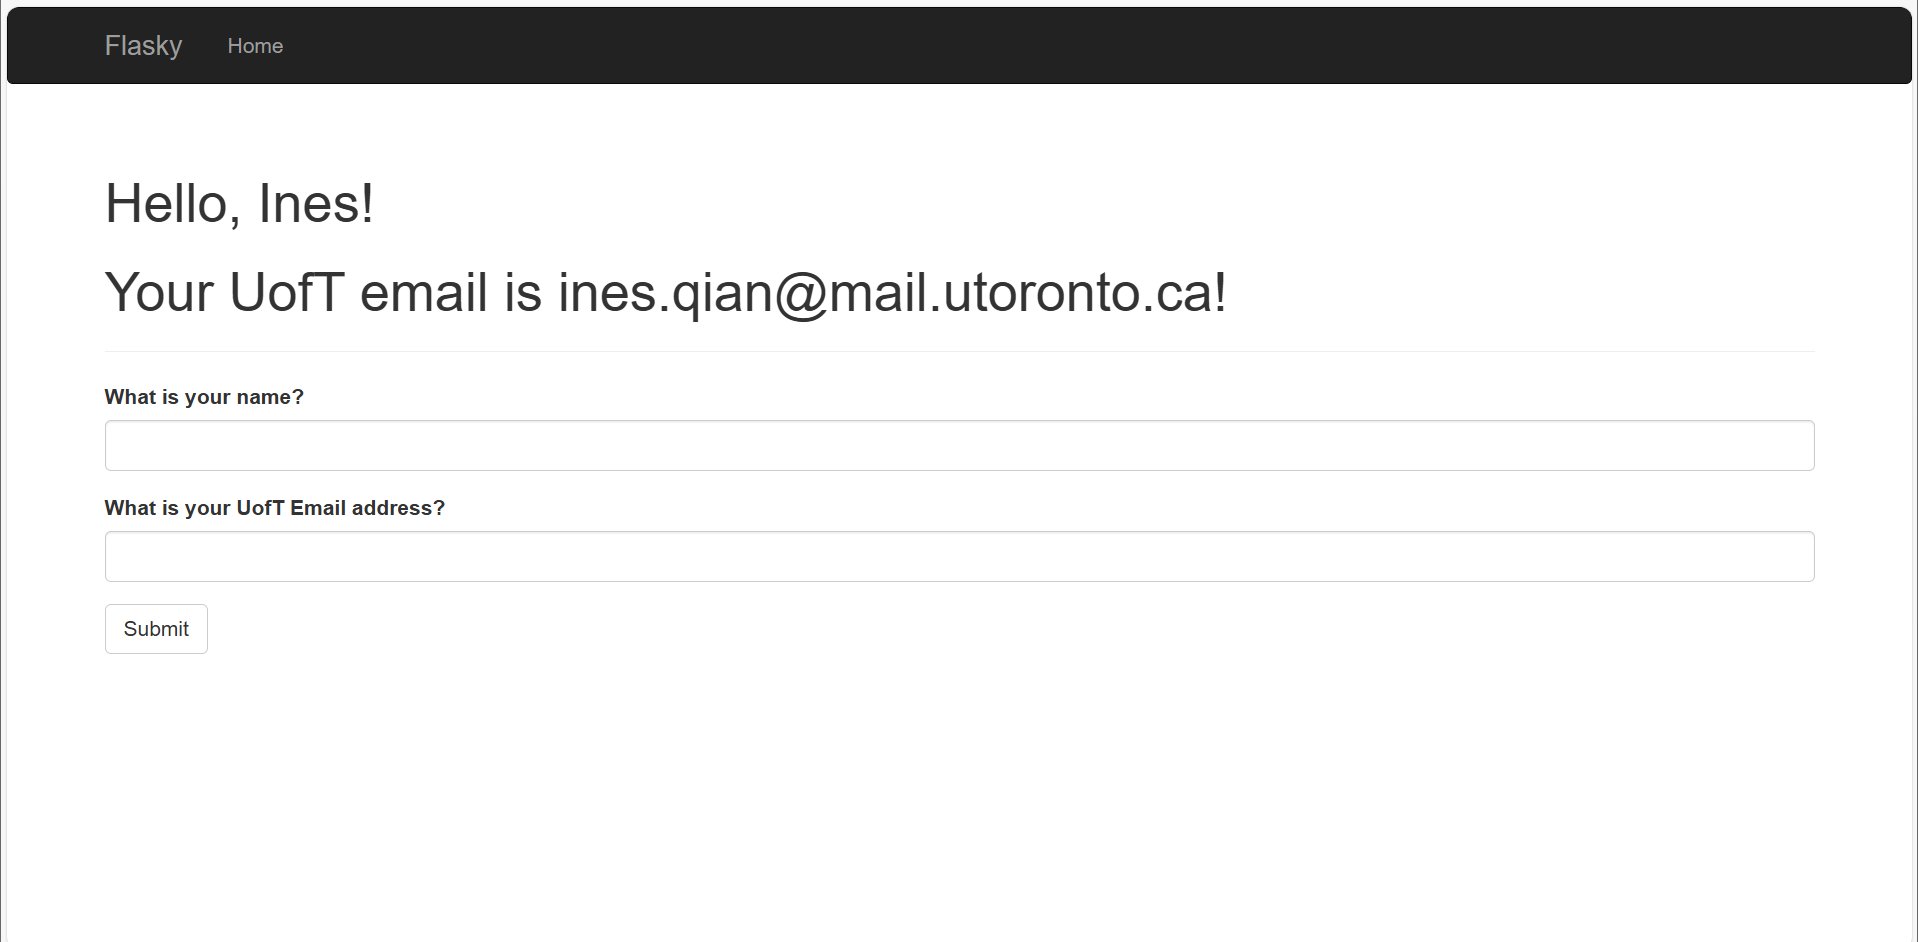 Flasky Home
Hello, Ines!
Your UofT email is ines.qian@mail.utoronto.ca!
What is your name?
What is your UofT Email address?
Submit